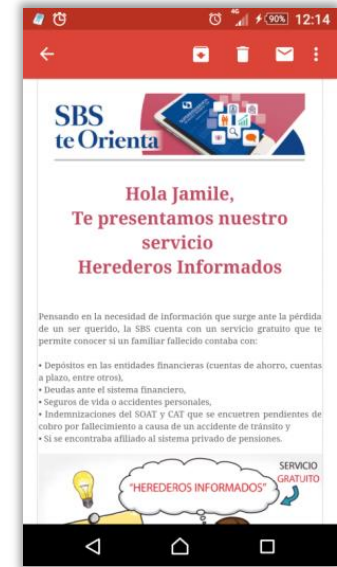 4G
90%
12:14
SBS
te Orienta
Hola Jamile,
Te presentamos nuestro
servicio
Herederos Informados
Pensando en la necesidad de información que surge ante la pérdida
de un ser querido, la SBS cuenta con un servicio gratuito que te
permite conocer si un familiar fallecido contaba con:
• Depósitos en las entidades financieras (cuentas de ahorro, cuentas
a plazo, entre otros),
• Deudas ante el sistema financiero,
• Seguros de vida o accidentes personales,
• Indemnizaciones del SOAT y CAT que se encuetren pendientes de
cobro por fallecimiento a causa de un accidente de tránsito y
• Si se encontraba afiliado al sistema privado de pensiones.
SERVICIO
GRATUITO
"HEREDEROS INFORMADOS"